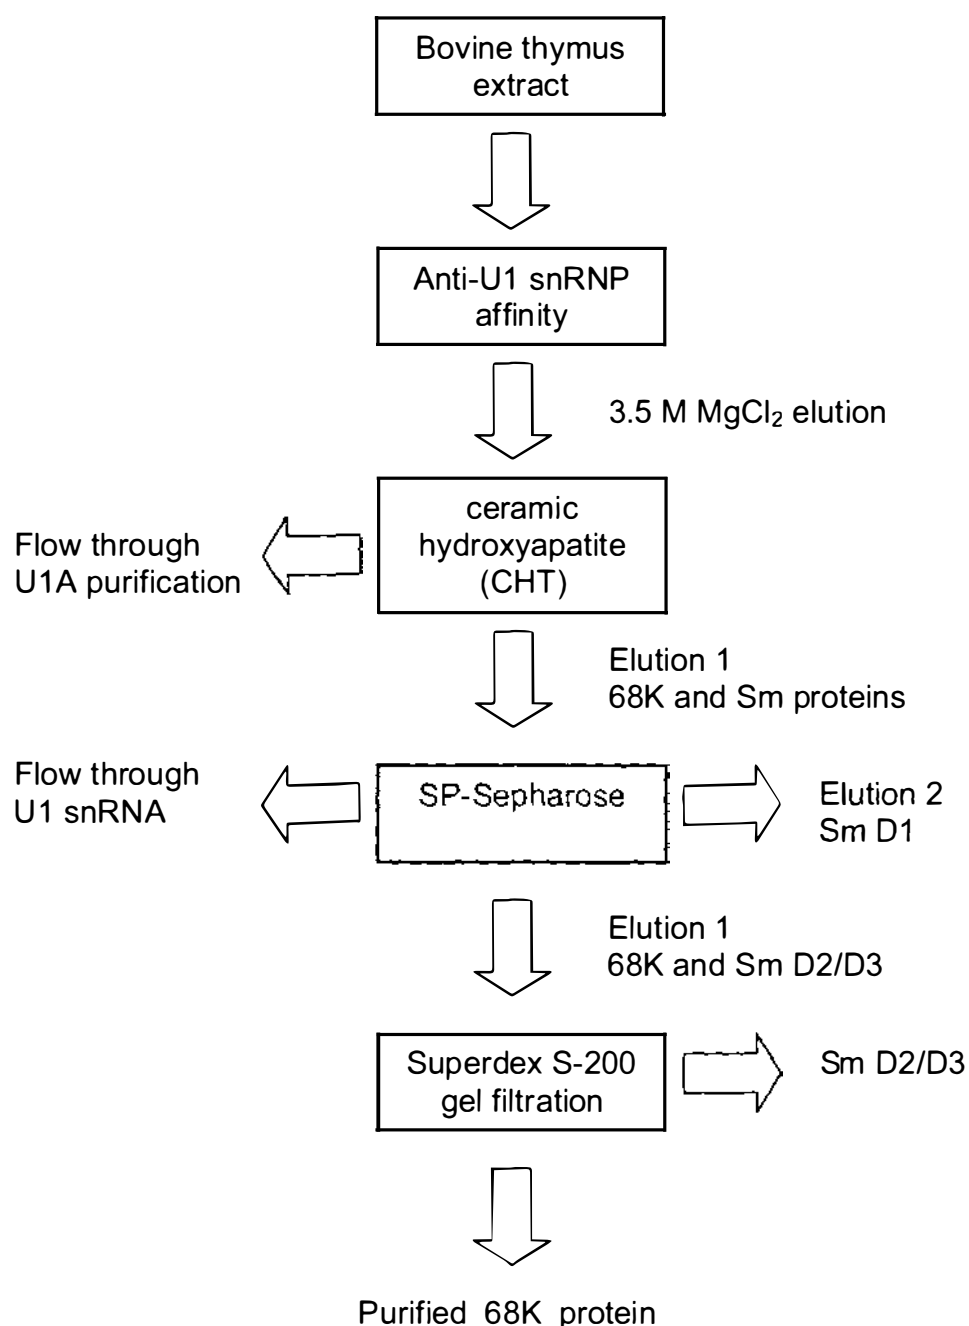 Bovine thymus
extract
Anti-U1 snRNP
affinity
3.5 M MgCl₂ elution
ceramic
hydroxyapatite
(CHT)
Flow through
U1A purification
Elution 1
68K and Sm proteins
Flow through
U1 snRNA
SP-Sepharose
Elution 2
Sm D1
Elution 1
68K and Sm D2/D3
Superdex S-200
gel filtration
Sm D2/D3
Purified 68K protein